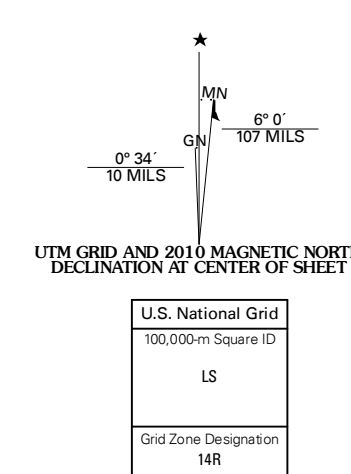 ★
MN
GN
6° 0´
107 MILS
0° 34´
10 MILS
UTM GRID AND 2010 MAGNETIC NORT
DECLINATION AT CENTER OF SHEET
U.S. National Grid
100,000-m Square ID
LS
Grid Zone Designation
14R